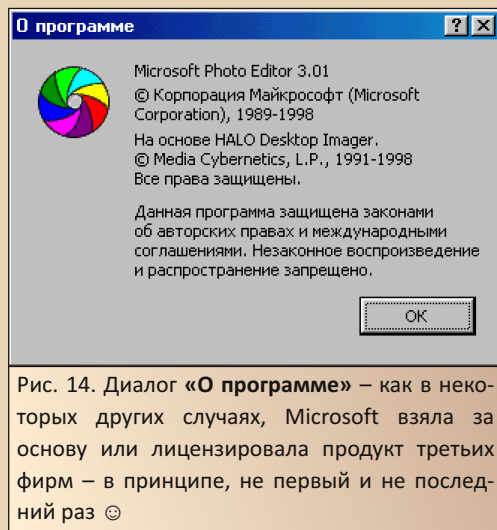 О программе
Microsoft Photo Editor 3.01
© Корпорация Майкрософт (Microsoft
Corporation), 1989-1998
На основе HALO Desktop Imager.
© Media Cybernetics, L.P., 1991-1998
Все права защищены.
Данная программа защищена законами
об авторских правах и международными
соглашениями. Незаконное воспроизведение
и распространение запрещено.
OK
Рис. 14. Диалог «О программе» – как в неко-
торых других случаях, Microsoft взяла за
основу или лицензировала продукт третьих
фирм – в принципе, не первый и не послед-
ний раз ☺